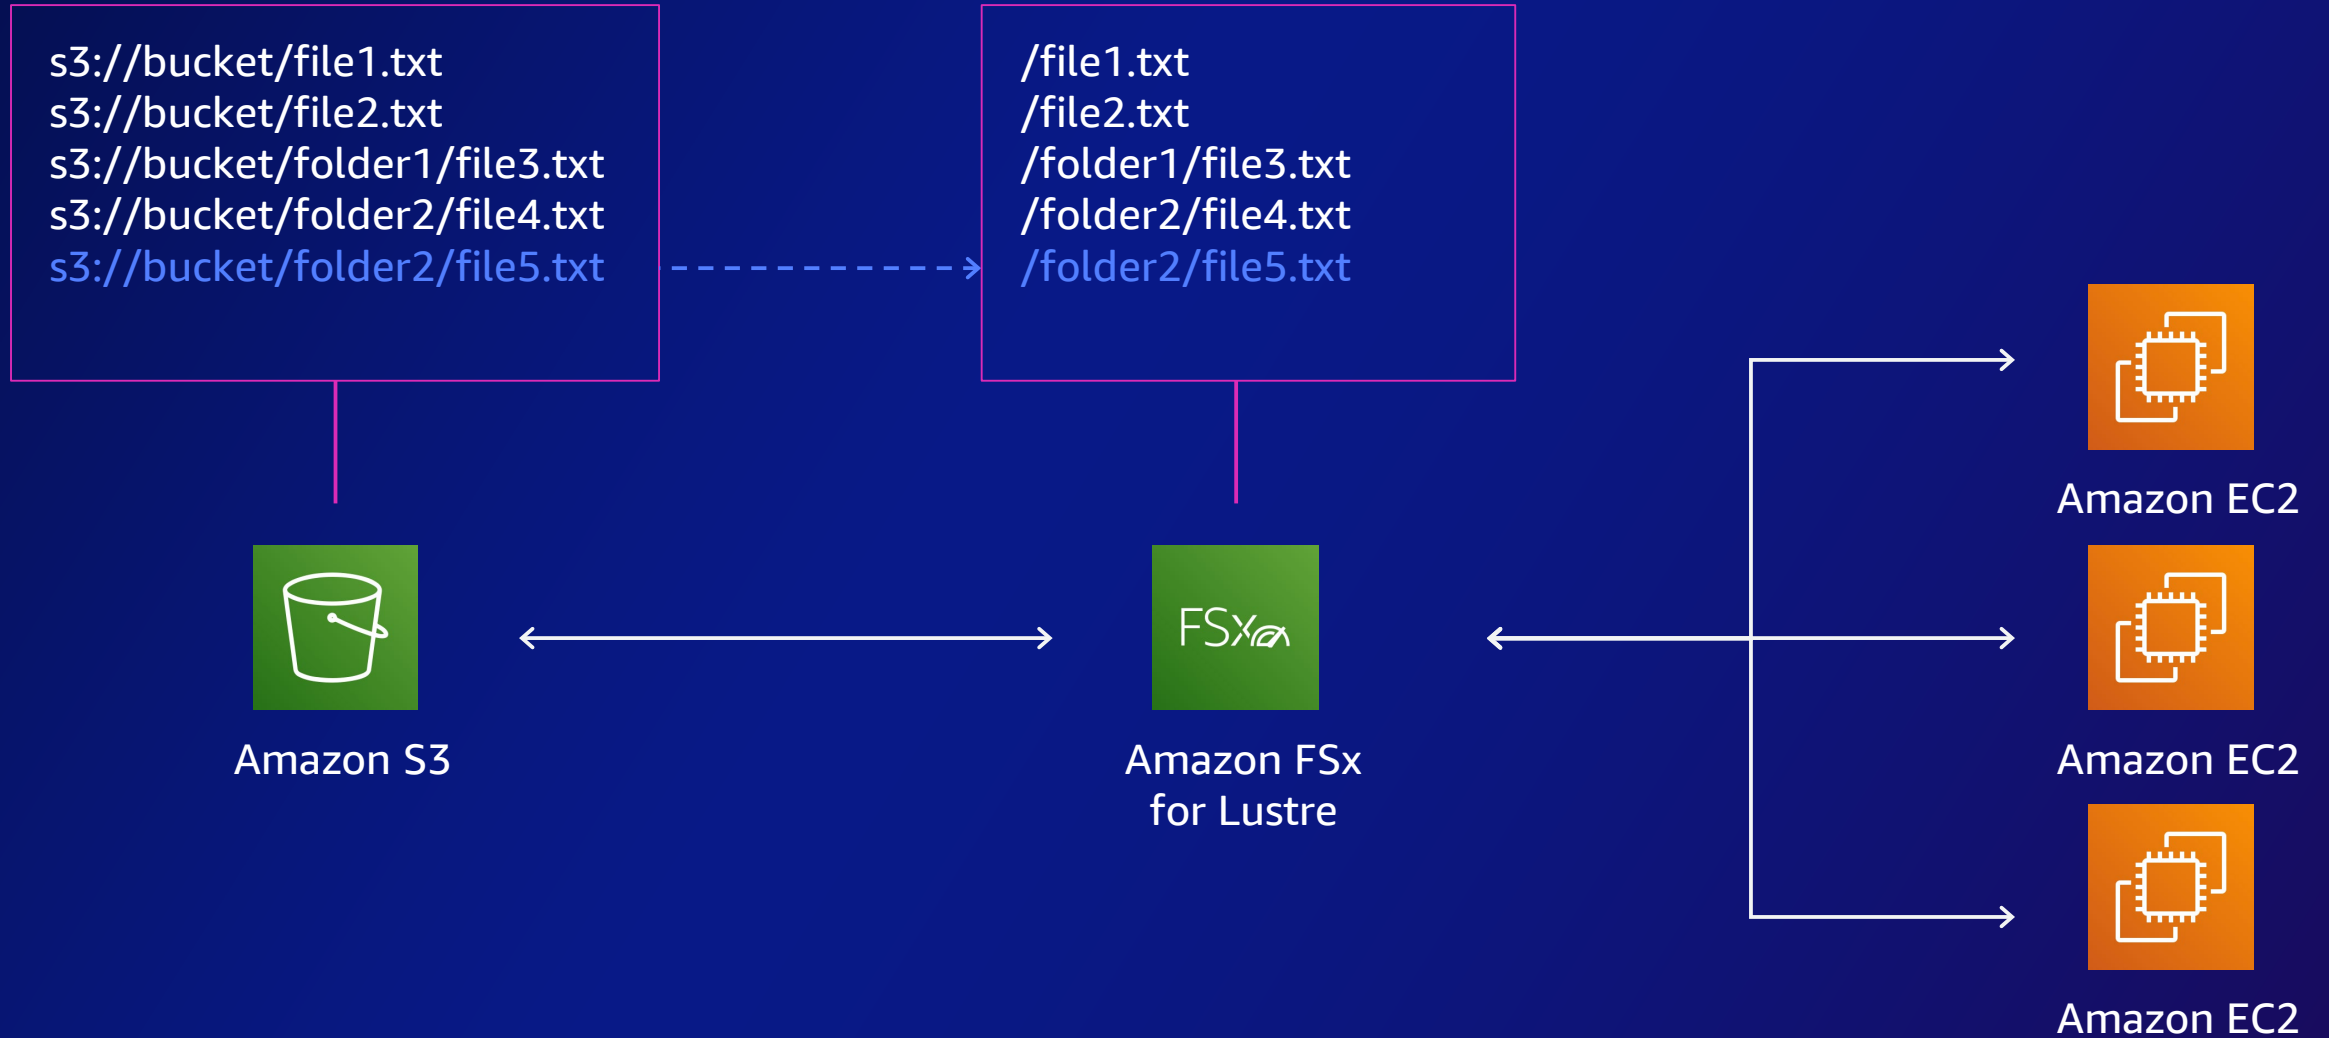 s3://bucket/file1.txt
s3://bucket/file2.txt
s3://bucket/folder1/file3.txt
s3://bucket/folder2/file4.txt
s3://bucket/folder2/file5.txt
/file1.txt
/file2.txt
/folder1/file3.txt
/folder2/file4.txt
/folder2/file5.txt
Amazon S3
FSx
Amazon FSx
for Lustre
Amazon EC2
Amazon EC2
Amazon EC2